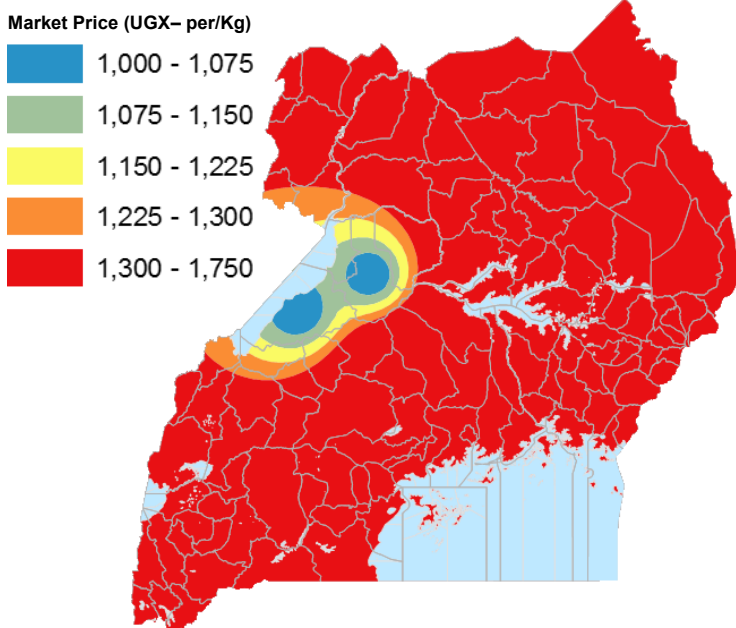 Market Price (UGX– per/Kg)
1,000 - 1,075
1,075 - 1,150
1,150 - 1,225
1,225 - 1,300
1,300 - 1,750